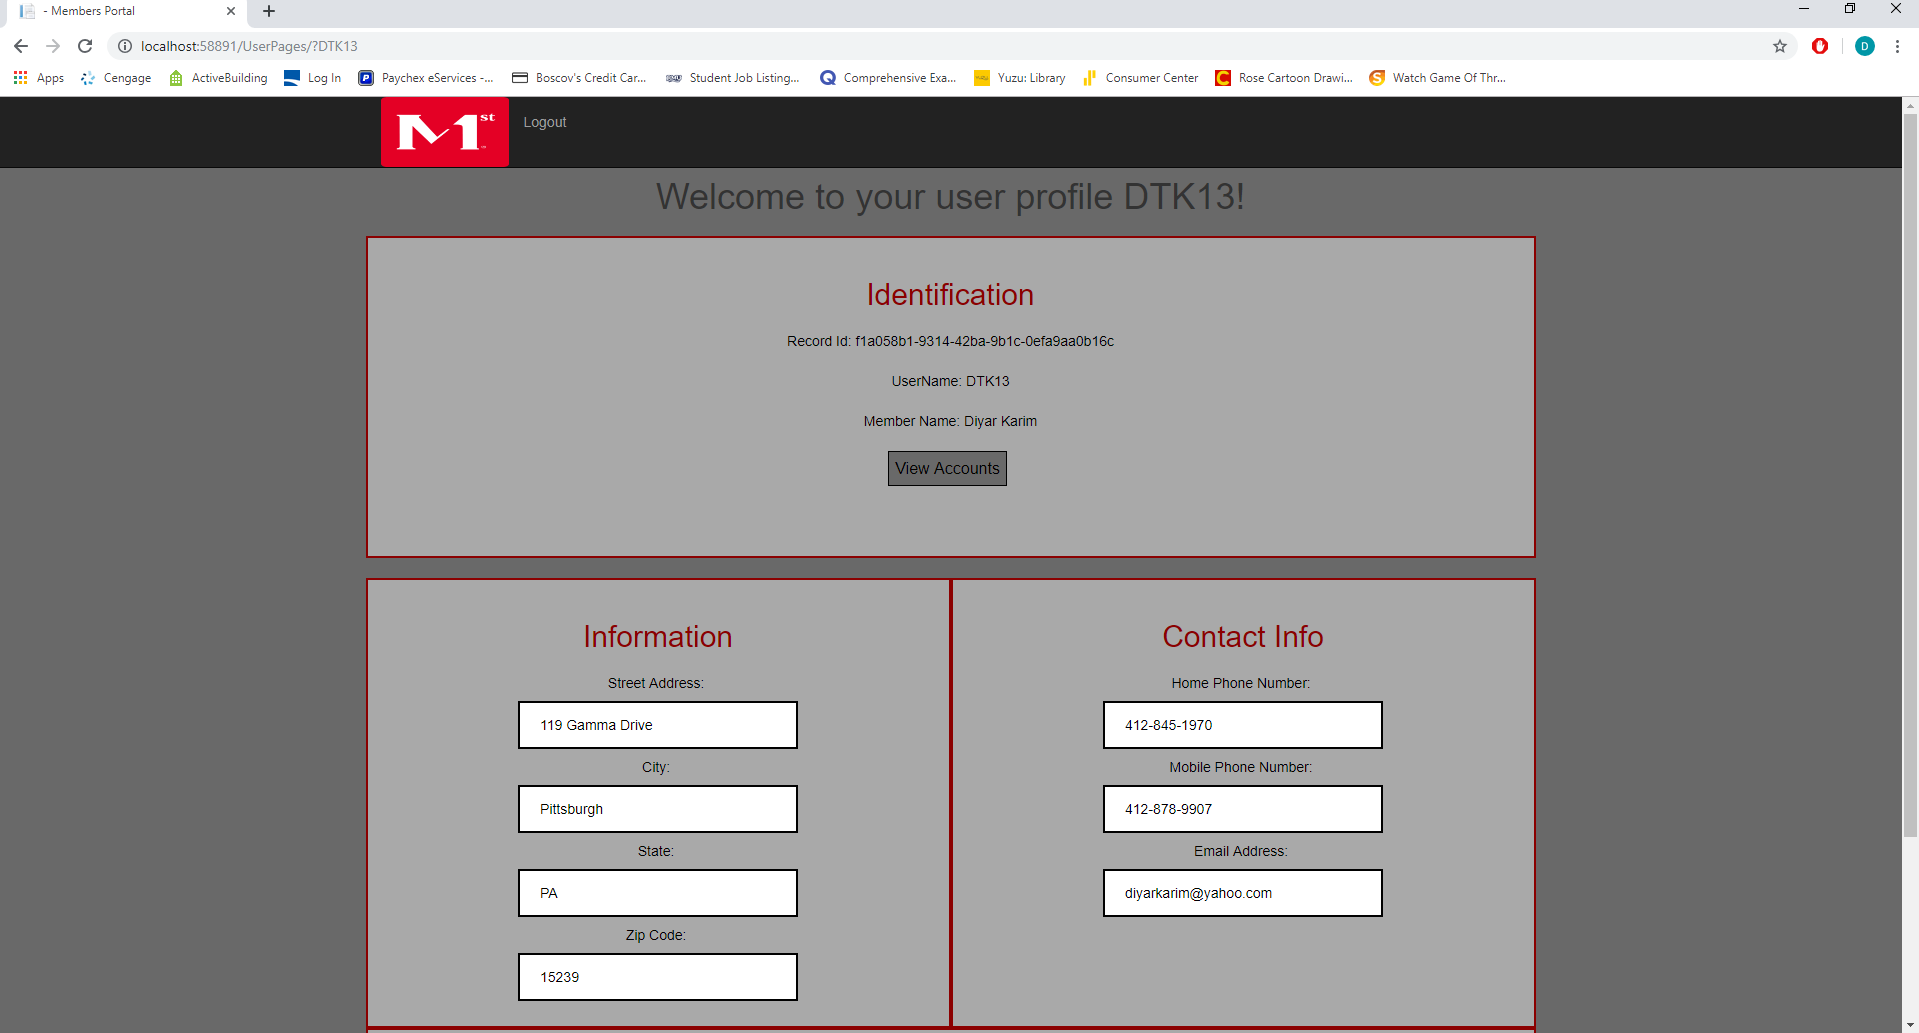 - Members Portal
localhost:58891/UserPages/?DTK13
Apps Cengage ActiveBuilding Log In Paychex eServices -... Boscov's Credit Car... Student Job Listing... Comprehensive Exa... Yuzu: Library Consumer Center Rose Cartoon Drawi... Watch Game Of Thr...
M1st Logout
Welcome to your user profile DTK13!
Identification
Record Id: f1a058b1-9314-42ba-9b1c-0efa9aa0b16c
UserName: DTK13
Member Name: Diyar Karim
View Accounts
Information
Street Address:
119 Gamma Drive
City:
Pittsburgh
State:
PA
Zip Code:
15239
Contact Info
Home Phone Number:
412-845-1970
Mobile Phone Number:
412-878-9907
Email Address:
diyarkarim@yahoo.com